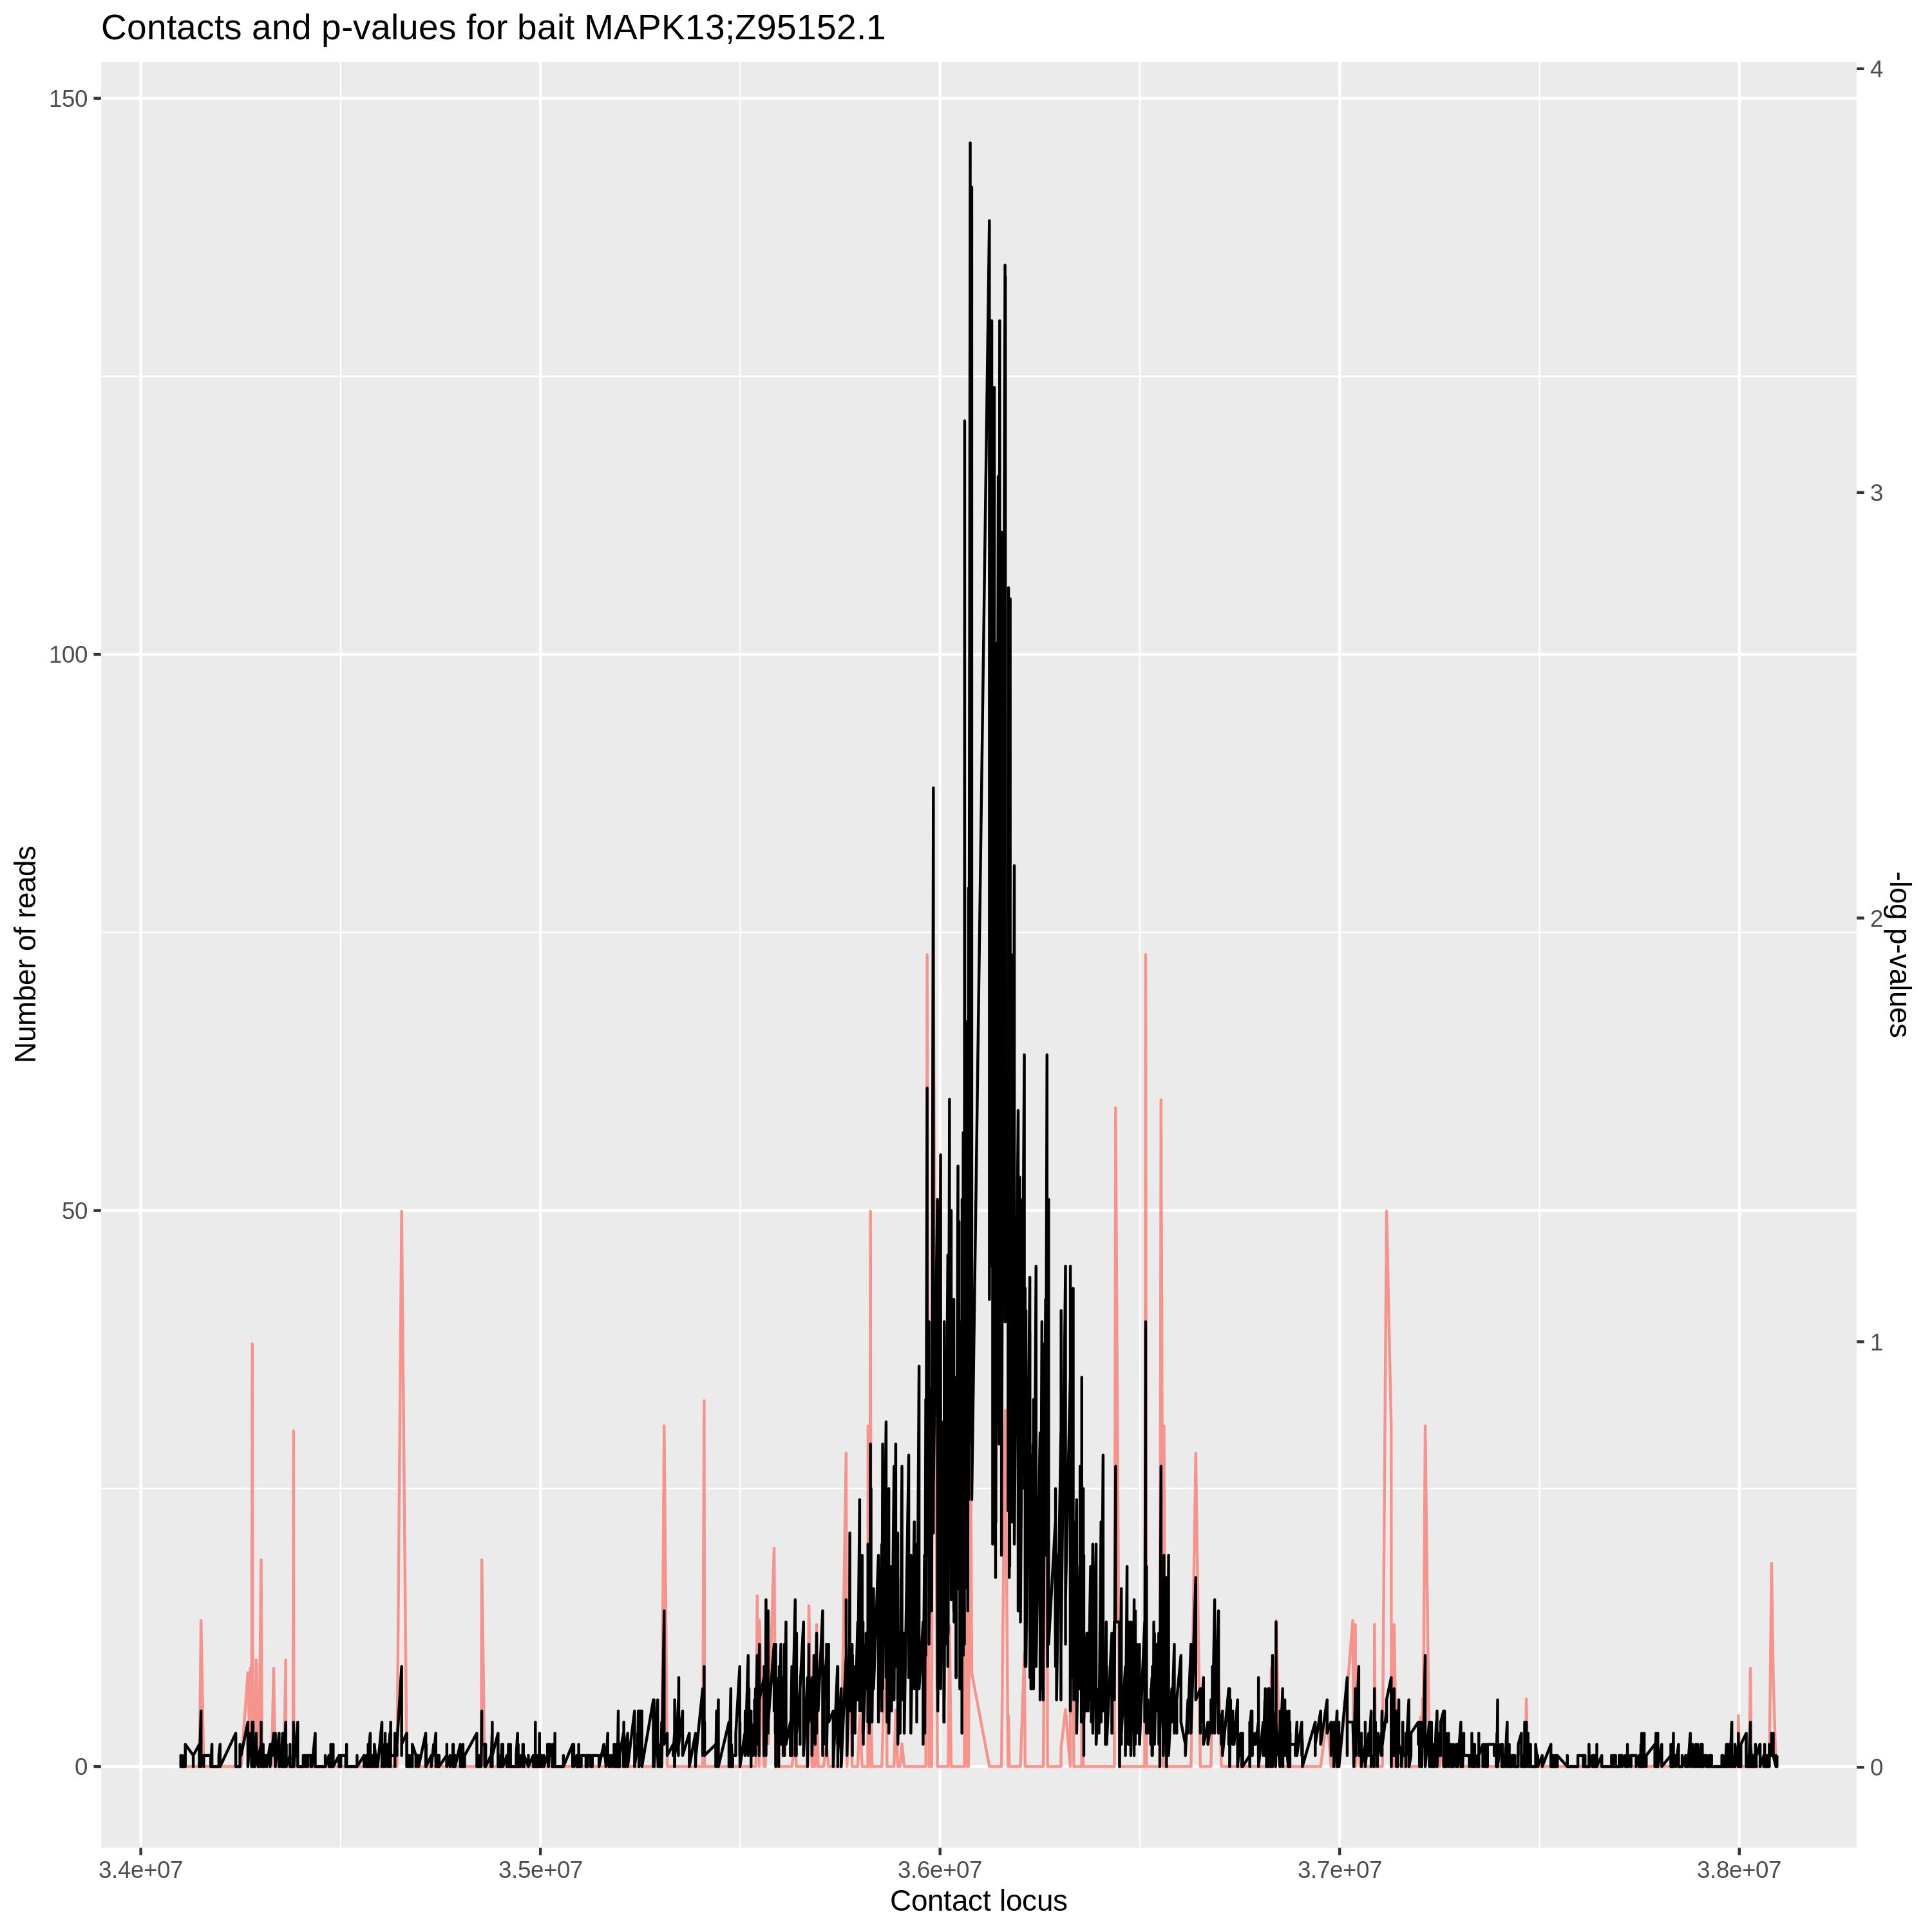 Contacts and p-values for bait MAPK13;Z95152.1
150
100
50
0
Number of reads
4
3
2
1
0
-log p-values
3.4e+07
3.5e+07
3.6e+07
3.7e+07
3.8e+07
Contact locus